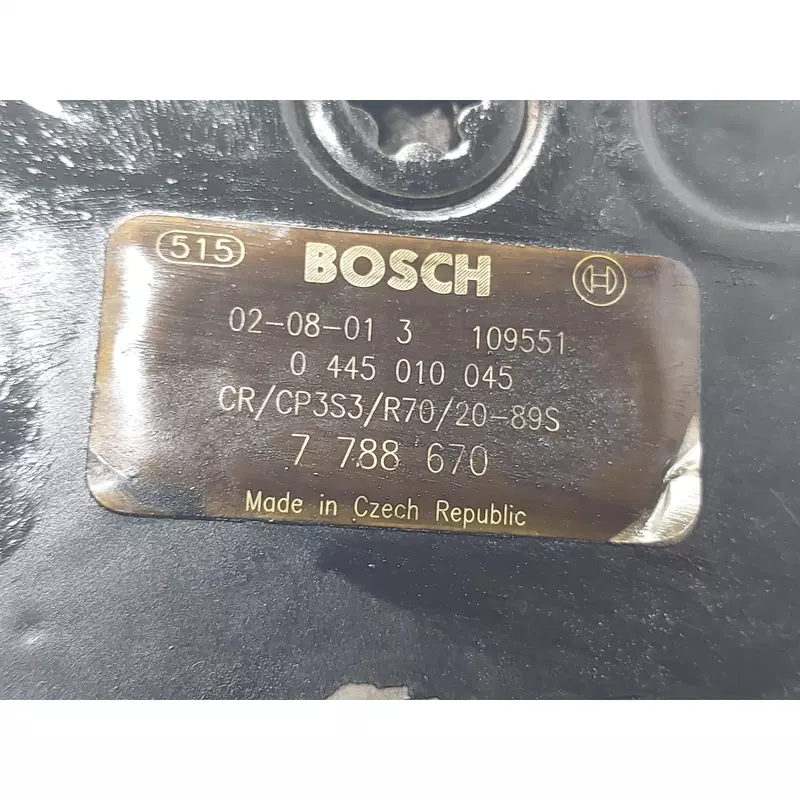 515 BOSCH
02-08-01 3 109551
0 445 010 045
CR/CP3S3/R70/20-89S
7 788 670
Made in Czech Republic